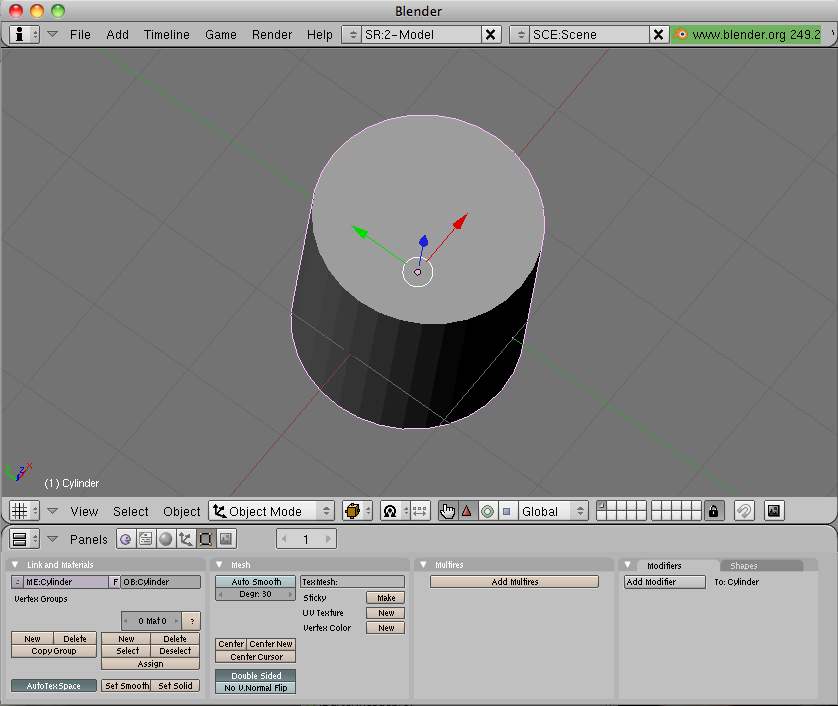 Blender
File Add Timeline Game Render Help SR:2-Model SCE:Scene www.blender.org 249.2
(1) Cylinder
View Select Object Object Mode Global
Panels 1
Link and Materials Mesh Multires Modifiers Shapes
ME:Cylinder F OB:Cylinder Auto Smooth TexMesh: Add Multires Add Modifier To: Cylinder
Degr: 30 Sticky Make
Vertex Groups
UV Texture New
0 Mat 0 ? Vertex Color New
New Delete New Delete Center Center New
Copy Group Select Deselect Center Cursor
Assign
Double Sided
AutoTexSpace Set Smooth Set Solid No V.Normal Flip